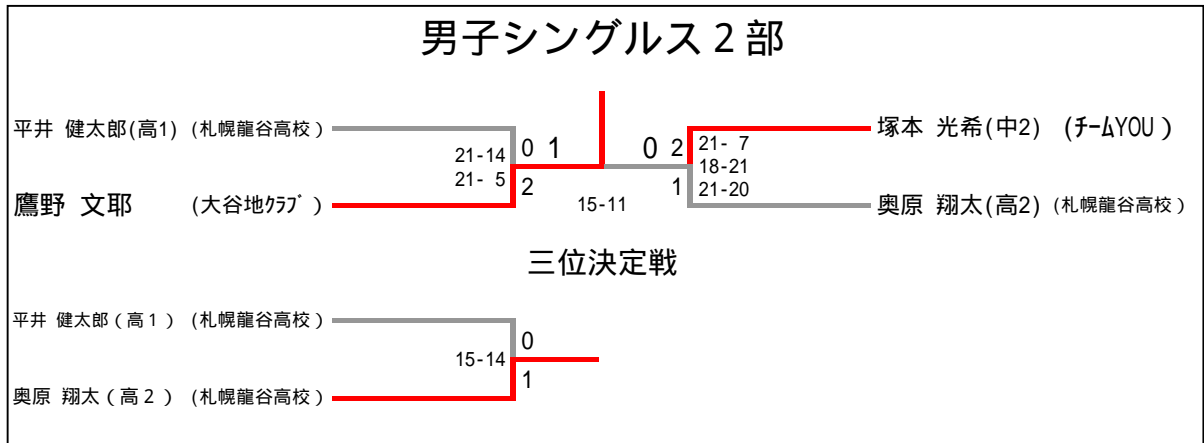 男子シングルス２部
平井 健太郎(高1) (札幌龍谷高校)
鷹野 文耶 (大谷地ｸﾗﾌﾞ)
21-14
21- 5
0
2
1
0
15-11
2
1
21- 7
18-21
21-20
塚本 光希(中2) (ﾁｰﾑYOU)
奥原 翔太(高2) (札幌龍谷高校)
三位決定戦
平井 健太郎(高１) (札幌龍谷高校)
奥原 翔太(高２) (札幌龍谷高校)
15-14
0
1